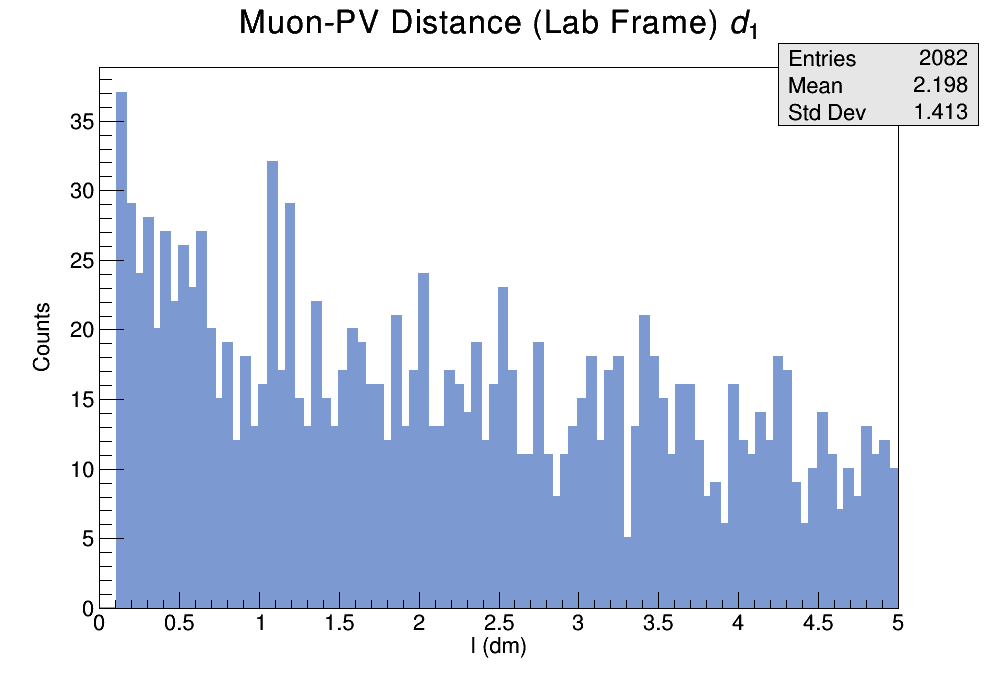 Muon-PV Distance (Lab Frame) d₁
Entries 2082
Mean 2.198
Std Dev 1.413
35
30
25
20
15
10
5
0
Counts
0 0.5 1 1.5 2 2.5 3 3.5 4 4.5 5
l (dm)